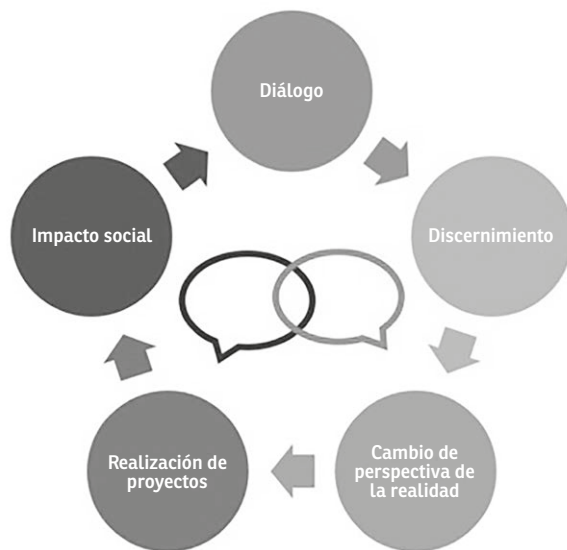 Diálogo
Discernimiento
Cambio de
perspectiva de
la realidad
Realización de
proyectos
Impacto social